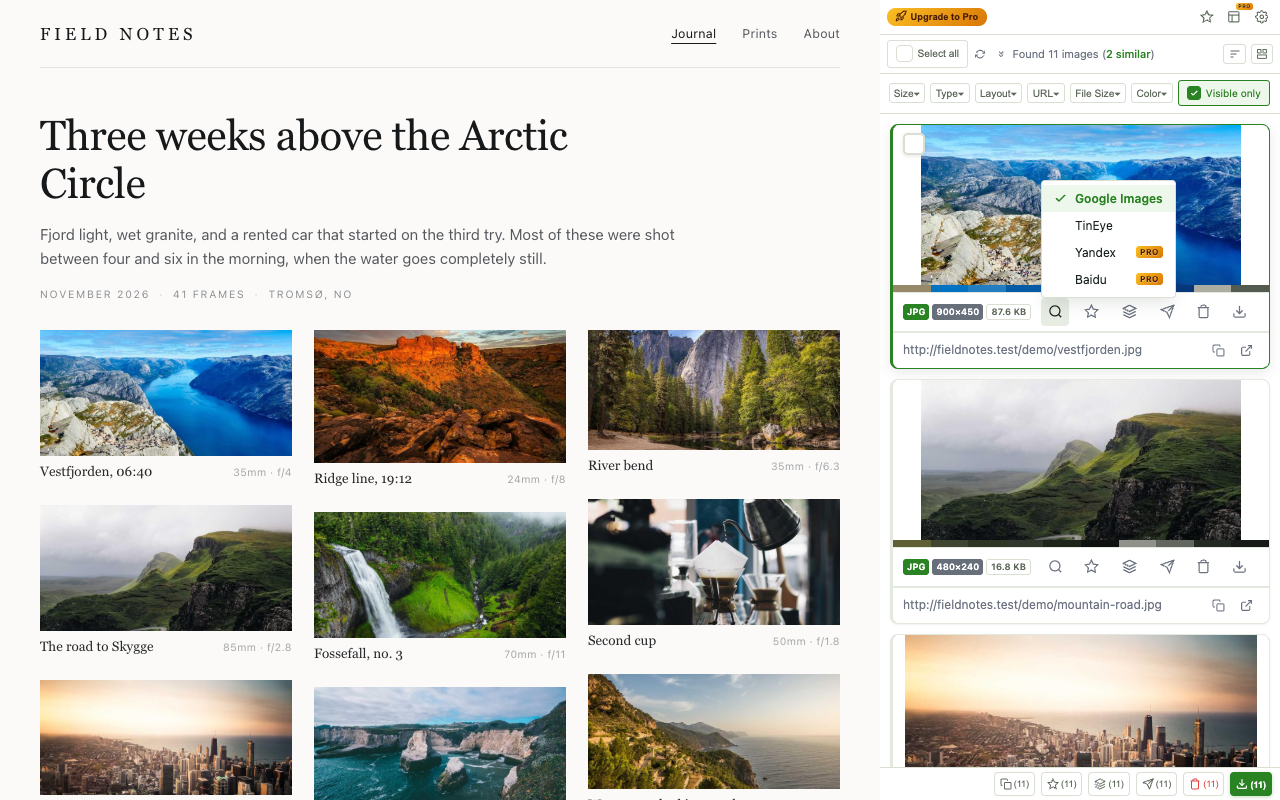 FIELD NOTES
Journal
Prints
About
Three weeks above the Arctic
Circle
Fjord light, wet granite, and a rented car that started on the third try. Most of these were shot
between four and six in the morning, when the water goes completely still.
NOVEMBER 2026 · 41 FRAMES · TROMSØ, NO
Vestfjorden, 06:40
35mm · f/4
Ridge line, 19:12
24mm · f/8
River bend
35mm · f/6.3
The road to Skygge
85mm · f/2.8
Fossefall, no. 3
70mm · f/11
Second cup
50mm · f/1.8
Upgrade to Pro
PRO
Select all
Found 11 images (2 similar)
Size
Type
Layout
URL
File Size
Color
Visible only
Google Images
TinEye
Yandex PRO
Baidu PRO
JPG 900×450 87.6 KB
http://fieldnotes.test/demo/vestfjorden.jpg
JPG 480×240 16.8 KB
http://fieldnotes.test/demo/mountain-road.jpg
(11)
(11)
(11)
(11)
(11)
(11)